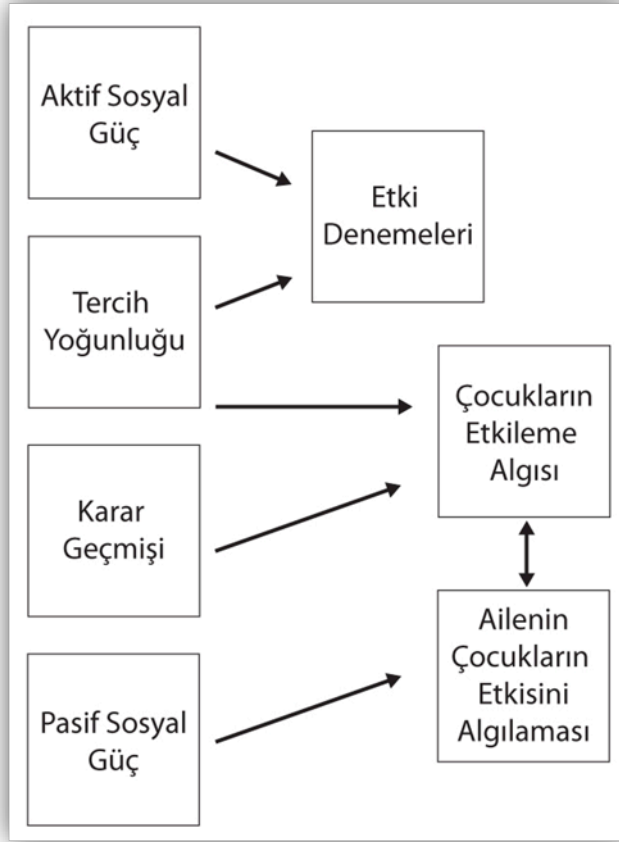 Aktif Sosyal
Güç
Etki
Denemeleri
Tercih
Yoğunluğu
Çocukların
Etkileme
Algısı
Karar
Geçmişi
Ailenin
Çocukların
Etkisini
Algılaması
Pasif Sosyal
Güç